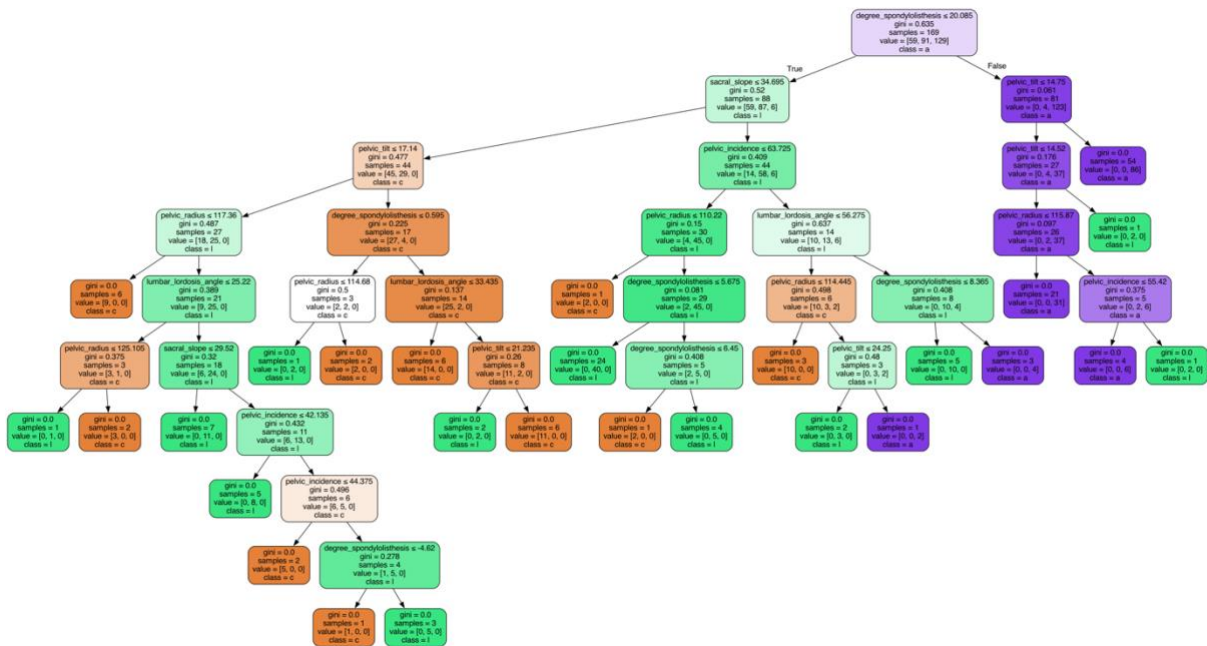 degree_spondylolisthesis ≤ 20.085
gini = 0.635
samples = 169
value = [59, 91, 129]
class = a
True
False
sacral_slope ≤ 34.695
gini = 0.52
samples = 88
value = [59, 87, 6]
class = l
pelvic_tilt ≤ 14.75
gini = 0.061
samples = 81
value = [0, 4, 123]
class = a
pelvic_tilt ≤ 17.14
gini = 0.477
samples = 44
value = [45, 29, 0]
class = c
pelvic_incidence ≤ 63.725
gini = 0.409
samples = 44
value = [14, 58, 6]
class = l
pelvic_tilt ≤ 14.52
gini = 0.176
samples = 27
value = [0, 4, 37]
class = a
gini = 0.0
samples = 54
value = [0, 0, 86]
class = a
pelvic_radius ≤ 117.36
gini = 0.487
samples = 27
value = [18, 25, 0]
class = l
degree_spondylolisthesis ≤ 0.595
gini = 0.225
samples = 17
value = [27, 4, 0]
class = c
pelvic_radius ≤ 110.22
gini = 0.15
samples = 30
value = [4, 45, 0]
class = l
lumbar_lordosis_angle ≤ 56.275
gini = 0.637
samples = 14
value = [10, 13, 6]
class = l
pelvic_radius ≤ 115.87
gini = 0.097
samples = 26
value = [0, 2, 37]
class = a
gini = 0.0
samples = 1
value = [0, 2, 0]
class = l
gini = 0.0
samples = 6
value = [9, 0, 0]
class = c
lumbar_lordosis_angle ≤ 25.22
gini = 0.389
samples = 21
value = [9, 25, 0]
class = l
pelvic_radius ≤ 114.68
gini = 0.5
samples = 3
value = [2, 2, 0]
class = c
lumbar_lordosis_angle ≤ 33.435
gini = 0.137
samples = 14
value = [25, 2, 0]
class = c
gini = 0.0
samples = 1
value = [2, 0, 0]
class = c
degree_spondylolisthesis ≤ 5.675
gini = 0.081
samples = 29
value = [2, 45, 0]
class = l
pelvic_radius ≤ 114.445
gini = 0.498
samples = 6
value = [10, 3, 2]
class = c
degree_spondylolisthesis ≤ 8.365
gini = 0.408
samples = 8
value = [0, 10, 4]
class = l
gini = 0.0
samples = 21
value = [0, 0, 31]
class = a
pelvic_incidence ≤ 55.42
gini = 0.375
samples = 5
value = [0, 2, 6]
class = a
pelvic_radius ≤ 125.105
gini = 0.375
samples = 3
value = [3, 1, 0]
class = c
sacral_slope ≤ 29.52
gini = 0.32
samples = 18
value = [6, 24, 0]
class = l
gini = 0.0
samples = 1
value = [0, 2, 0]
class = l
gini = 0.0
samples = 2
value = [2, 0, 0]
class = c
gini = 0.0
samples = 6
value = [14, 0, 0]
class = c
pelvic_tilt ≤ 21.235
gini = 0.26
samples = 8
value = [11, 2, 0]
class = c
gini = 0.0
samples = 24
value = [0, 40, 0]
class = l
degree_spondylolisthesis ≤ 6.45
gini = 0.408
samples = 5
value = [2, 5, 0]
class = l
gini = 0.0
samples = 3
value = [10, 0, 0]
class = c
pelvic_tilt ≤ 24.25
gini = 0.48
samples = 3
value = [0, 3, 2]
class = l
gini = 0.0
samples = 5
value = [0, 10, 0]
class = l
gini = 0.0
samples = 3
value = [0, 0, 4]
class = a
gini = 0.0
samples = 4
value = [0, 0, 6]
class = a
gini = 0.0
samples = 1
value = [0, 2, 0]
class = l
gini = 0.0
samples = 1
value = [0, 1, 0]
class = l
gini = 0.0
samples = 2
value = [3, 0, 0]
class = c
gini = 0.0
samples = 7
value = [0, 11, 0]
class = l
pelvic_incidence ≤ 42.135
gini = 0.432
samples = 11
value = [6, 13, 0]
class = l
gini = 0.0
samples = 2
value = [0, 2, 0]
class = l
gini = 0.0
samples = 6
value = [11, 0, 0]
class = c
gini = 0.0
samples = 1
value = [2, 0, 0]
class = c
gini = 0.0
samples = 4
value = [0, 5, 0]
class = l
gini = 0.0
samples = 2
value = [0, 3, 0]
class = l
gini = 0.0
samples = 1
value = [0, 0, 2]
class = a
gini = 0.0
samples = 5
value = [0, 8, 0]
class = l
pelvic_incidence ≤ 44.375
gini = 0.496
samples = 6
value = [6, 5, 0]
class = c
gini = 0.0
samples = 2
value = [5, 0, 0]
class = c
degree_spondylolisthesis ≤ -4.62
gini = 0.278
samples = 4
value = [1, 5, 0]
class = l
gini = 0.0
samples = 1
value = [1, 0, 0]
class = c
gini = 0.0
samples = 3
value = [0, 5, 0]
class = l